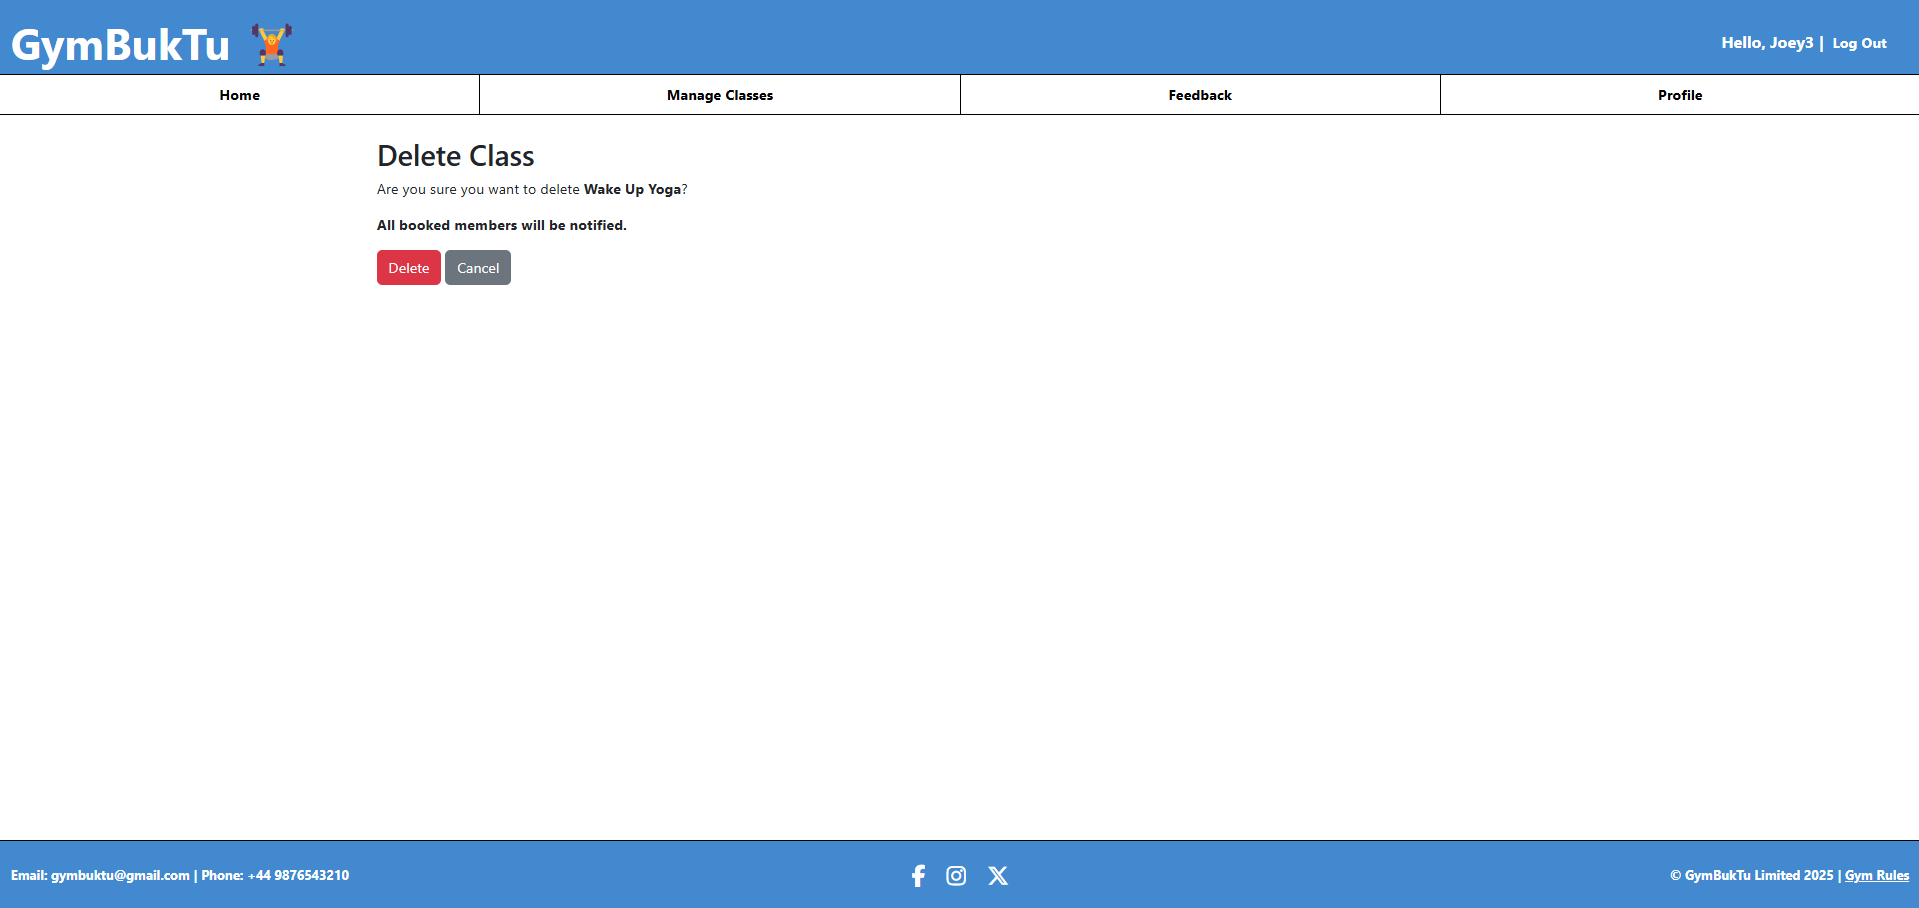 GymBukTu
Hello, Joey3 | Log Out
Home
Manage Classes
Feedback
Profile
Delete Class
Are you sure you want to delete Wake Up Yoga?
All booked members will be notified.
Delete
Cancel
Email: gymbuktu@gmail.com | Phone: +44 9876543210
© GymBukTu Limited 2025 | Gym Rules